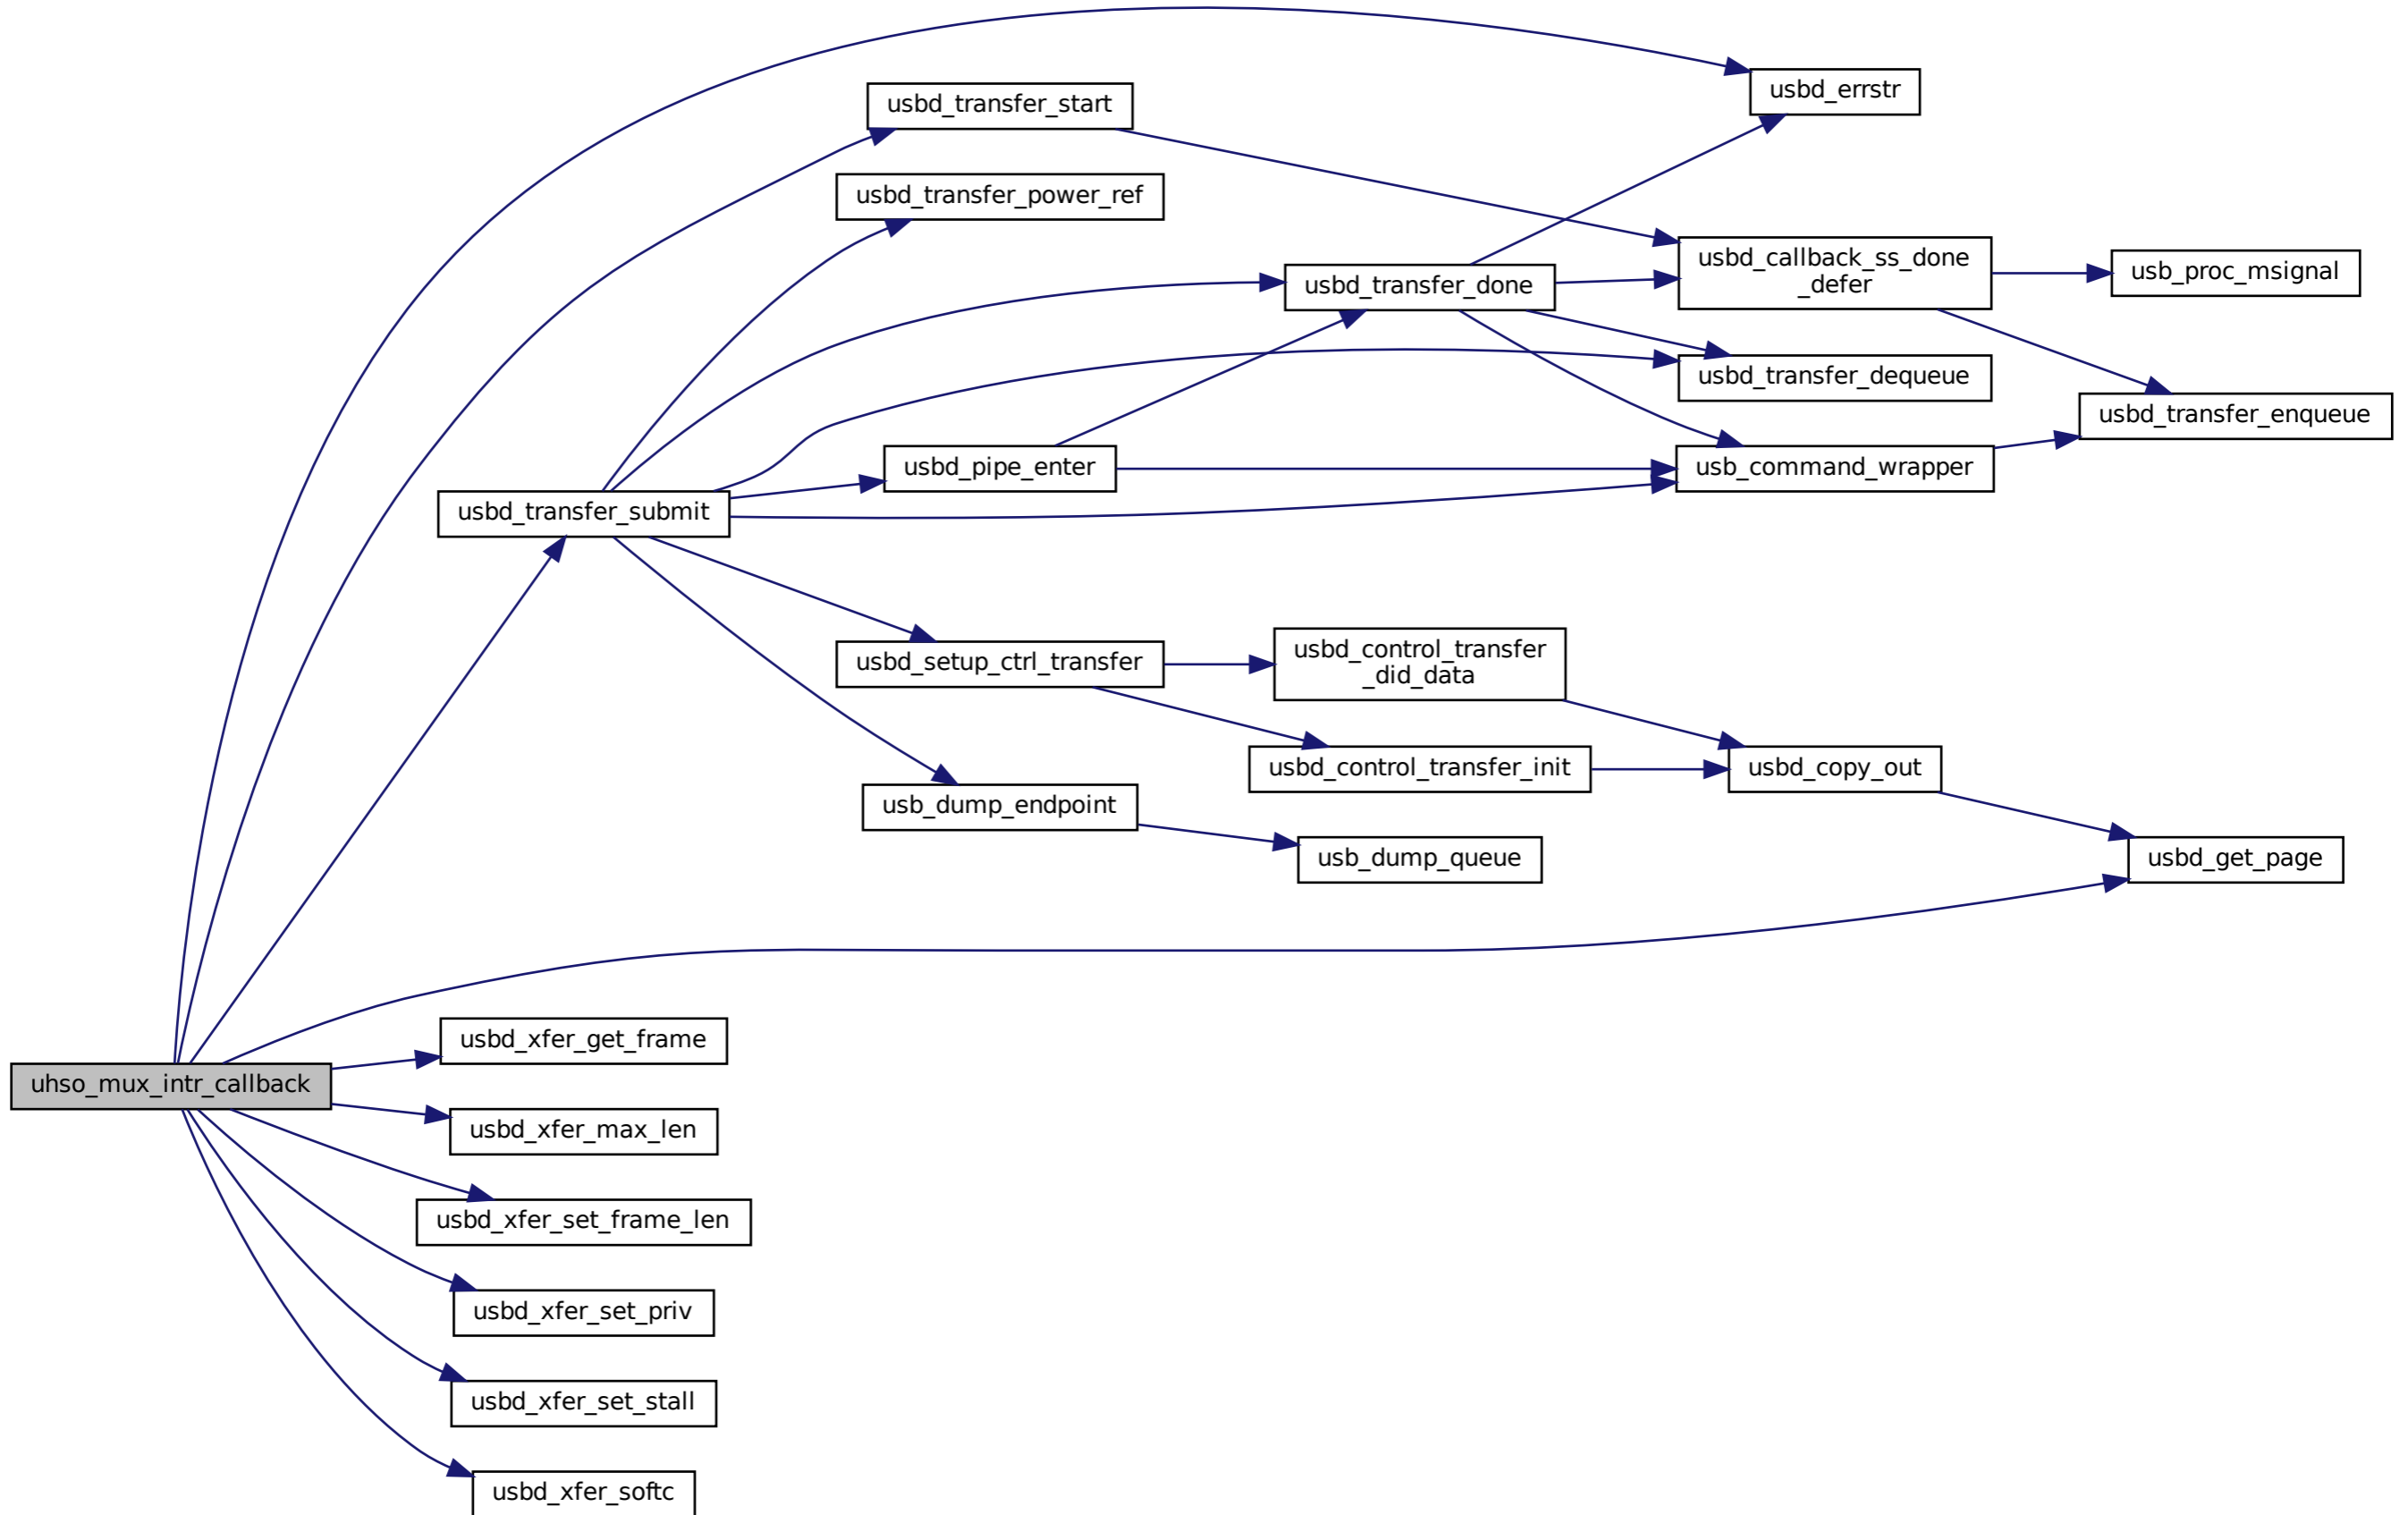 usbd_errstr
usbd_transfer_start
usbd_transfer_power_ref
usbd_callback_ss_done
_defer
usb_proc_msignal
usbd_transfer_done
usbd_transfer_dequeue
usbd_transfer_enqueue
usbd_pipe_enter
usb_command_wrapper
usbd_transfer_submit
usbd_setup_ctrl_transfer
usbd_control_transfer
_did_data
usbd_control_transfer_init
usbd_copy_out
usb_dump_endpoint
usb_dump_queue
usbd_get_page
usbd_xfer_get_frame
uhso_mux_intr_callback
usbd_xfer_max_len
usbd_xfer_set_frame_len
usbd_xfer_set_priv
usbd_xfer_set_stall
usbd_xfer_softc